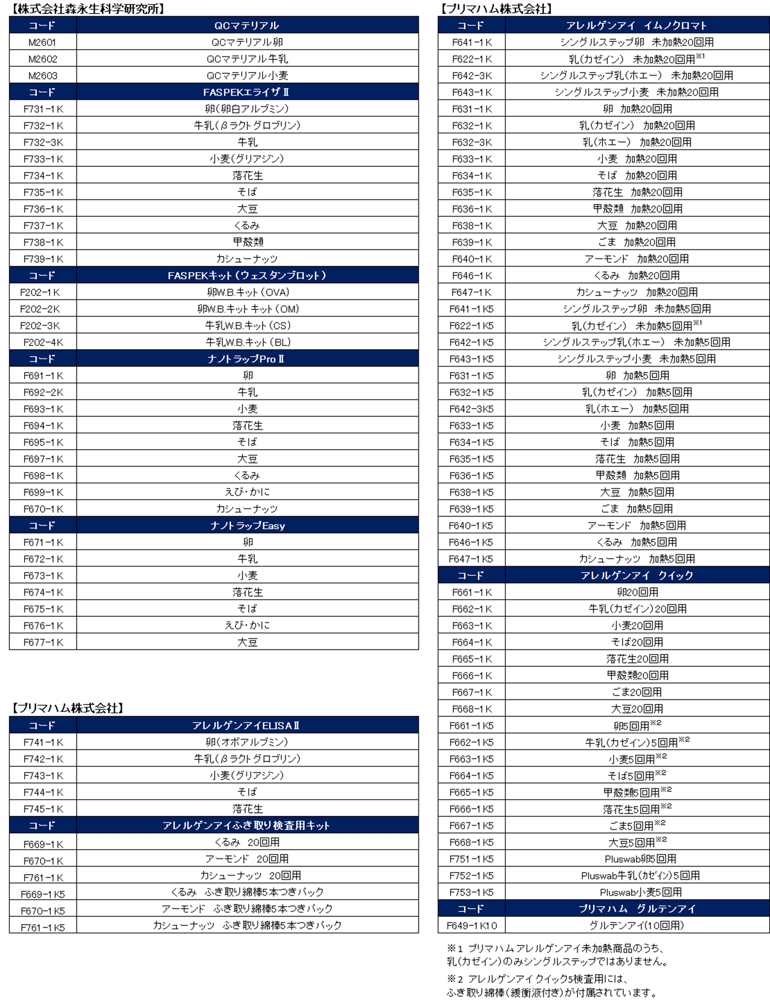 【株式会社森永生科学研究所】
コード QCマテリアル
M2601 QCマテリアル卵
M2602 QCマテリアル牛乳
M2603 QCマテリアル小麦
コード FASPEKエライザⅡ
F731-1K 卵(卵白アルブミン)
F732-1K 牛乳(βラクトグロブリン)
F732-3K 牛乳
F733-1K 小麦(グリアジン)
F734-1K 落花生
F735-1K そば
F736-1K 大豆
F737-1K くるみ
F738-1K 甲殻類
F739-1K カシューナッツ
コード FASPEKキット(ウェスタンブロット)
F202-1K 卵W.B.キット(OVA)
F202-2K 卵W.B.キットキット(OM)
F202-3K 牛乳W.B.キット(CS)
F202-4K 牛乳W.B.キット(BL)
コード ナノトラップProⅡ
F691-1K 卵
F692-2K 牛乳
F693-1K 小麦
F694-1K 落花生
F695-1K そば
F697-1K 大豆
F698-1K くるみ
F699-1K えび・かに
F670-1K カシューナッツ
コード ナノトラップEasy
F671-1K 卵
F672-1K 牛乳
F673-1K 小麦
F674-1K 落花生
F675-1K そば
F676-1K えび・かに
F677-1K 大豆
【プリマハム株式会社】
コード アレルゲンアイELISAⅡ
F741-1K 卵(オボアルブミン)
F742-1K 牛乳(βラクトグロブリン)
F743-1K 小麦(グリアジン)
F744-1K そば
F745-1K 落花生
コード アレルゲンアイふき取り検査用キット
F669-1K くるみ 20回用
F670-1K アーモンド 20回用
F761-1K カシューナッツ 20回用
F669-1K5 くるみ ふき取り綿棒5本つきパック
F670-1K5 アーモンド ふき取り綿棒5本つきパック
F761-1K5 カシューナッツ ふき取り綿棒5本つきパック
【プリマハム株式会社】
コード アレルゲンアイ イムノクロマト
F641-1K シングルステップ卵 未加熱20回用
F622-1K 乳(カゼイン) 未加熱20回用※1
F642-3K シングルステップ乳(ホエー) 未加熱20回用
F643-1K シングルステップ小麦 未加熱20回用
F631-1K 卵 加熱20回用
F632-1K 乳(カゼイン) 加熱20回用
F632-3K 乳(ホエー) 加熱20回用
F633-1K 小麦 加熱20回用
F634-1K そば 加熱20回用
F635-1K 落花生 加熱20回用
F636-1K 甲殻類 加熱20回用
F638-1K 大豆 加熱20回用
F639-1K ごま 加熱20回用
F640-1K アーモンド 加熱20回用
F646-1K くるみ 加熱20回用
F647-1K カシューナッツ 加熱20回用
F641-1K5 シングルステップ卵 未加熱5回用
F622-1K5 乳(カゼイン) 未加熱5回用※1
F642-1K5 シングルステップ乳(ホエー) 未加熱5回用
F643-1K5 シングルステップ小麦 未加熱5回用
F631-1K5 卵 加熱5回用
F632-1K5 乳(カゼイン) 加熱5回用
F642-3K5 乳(ホエー) 加熱5回用
F633-1K5 小麦 加熱5回用
F634-1K5 そば 加熱5回用
F635-1K5 落花生 加熱5回用
F636-1K5 甲殻類 加熱5回用
F638-1K5 大豆 加熱5回用
F639-1K5 ごま 加熱5回用
F640-1K5 アーモンド 加熱5回用
F646-1K5 くるみ 加熱5回用
F647-1K5 カシューナッツ 加熱5回用
コード アレルゲンアイ クイック
F661-1K 卵20回用
F662-1K 牛乳(カゼイン)20回用
F663-1K 小麦20回用
F664-1K そば20回用
F665-1K 落花生20回用
F666-1K 甲殻類20回用
F667-1K ごま20回用
F668-1K 大豆20回用
F661-1K5 卵5回用※2
F662-1K5 牛乳(カゼイン)5回用※2
F663-1K5 小麦5回用※2
F664-1K5 そば5回用※2
F665-1K5 甲殻類5回用※2
F666-1K5 落花生5回用※2
F667-1K5 ごま5回用※2
F668-1K5 大豆5回用※2
F751-1K5 Pluswab卵5回用
F752-1K5 Pluswab牛乳(ｶｾﾞｲﾝ)5回用
F753-1K5 Pluswab小麦5回用
コード プリマハム グルテンアイ
F649-1K10 グルテンアイ(10回用)
※1 プリマハムアレルゲンアイ未加熱商品のうち、
乳(カゼイン)のみシングルステップではありません。
※2 アレルゲンアイクイック5検査用には、
ふき取り綿棒(緩衝液付き)が付属されています。